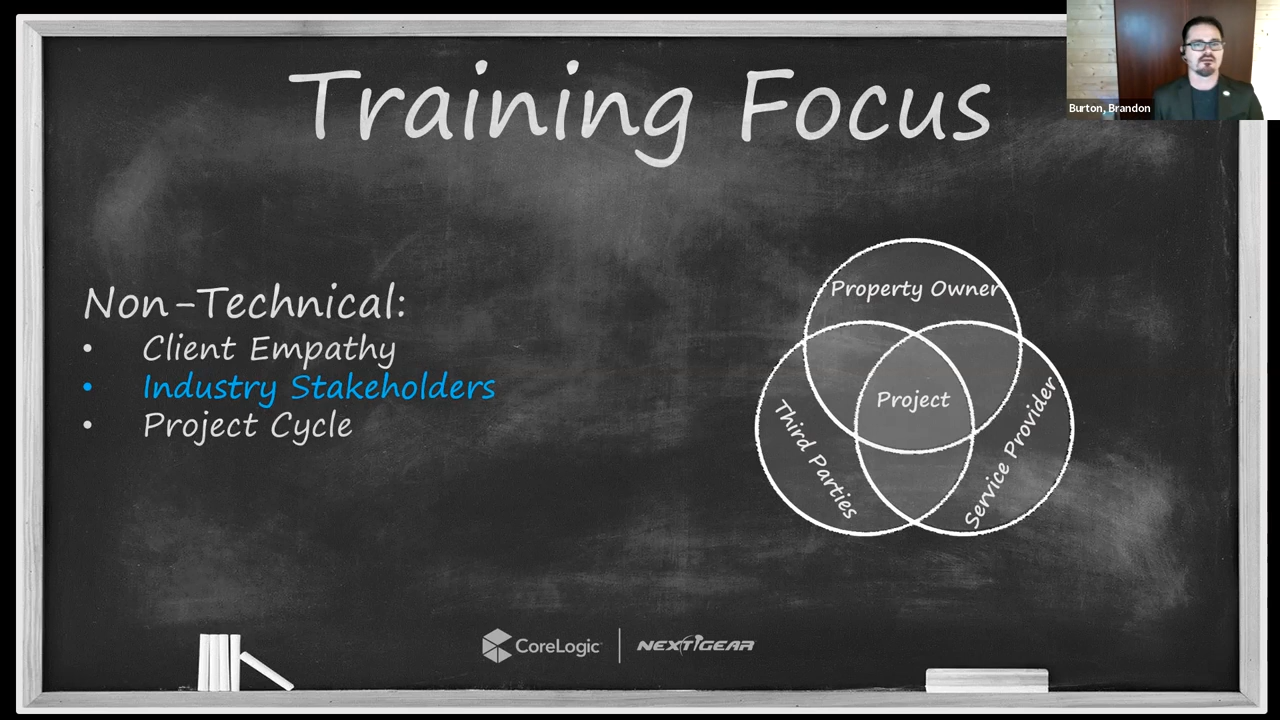 Training Focus
Burton, Brandon
Non-Technical:
• Client Empathy
• Industry Stakeholders
• Project Cycle
Property Owner
Project
Third Parties
Service Provider
CoreLogic
NEXTGEAR